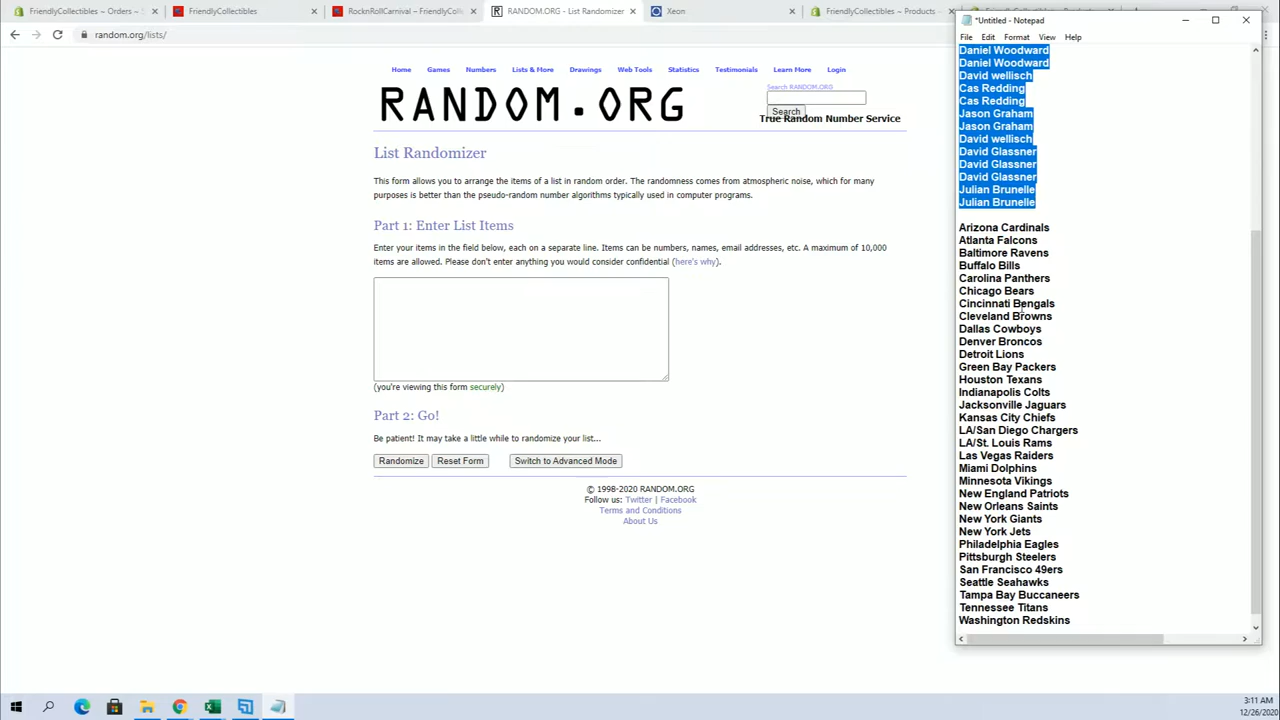 FriendlyCollectibles – Orders –
FriendlyCollectibles
RocknRollCarnival – FriendlyColl
RANDOM.ORG - List Randomizer
Xeon
FriendlyCollectibles ~ Products
random.org/lists/
Home Games Numbers Lists & More Drawings Web Tools Statistics Testimonials Learn More Login
RANDOM.ORG
Search RANDOM.ORG
Search
True Random Number Service
List Randomizer
This form allows you to arrange the items of a list in random order. The randomness comes from atmospheric noise, which for many
purposes is better than the pseudo-random number algorithms typically used in computer programs.
Part 1: Enter List Items
Enter your items in the field below, each on a separate line. Items can be numbers, names, email addresses, etc. A maximum of 10,000
items are allowed. Please don't enter anything you would consider confidential (here's why).
(you're viewing this form securely)
Part 2: Go!
Be patient! It may take a little while to randomize your list...
Randomize Reset Form Switch to Advanced Mode
© 1998-2020 RANDOM.ORG
Follow us: Twitter | Facebook
Terms and Conditions
About Us
*Untitled - Notepad
File Edit Format View Help
Daniel Woodward
Daniel Woodward
David wellisch
Cas Redding
Cas Redding
Jason Graham
Jason Graham
David wellisch
David Glassner
David Glassner
David Glassner
Julian Brunelle
Julian Brunelle
Arizona Cardinals
Atlanta Falcons
Baltimore Ravens
Buffalo Bills
Carolina Panthers
Chicago Bears
Cincinnati Bengals
Cleveland Browns
Dallas Cowboys
Denver Broncos
Detroit Lions
Green Bay Packers
Houston Texans
Indianapolis Colts
Jacksonville Jaguars
Kansas City Chiefs
LA/San Diego Chargers
LA/St. Louis Rams
Las Vegas Raiders
Miami Dolphins
Minnesota Vikings
New England Patriots
New Orleans Saints
New York Giants
New York Jets
Philadelphia Eagles
Pittsburgh Steelers
San Francisco 49ers
Seattle Seahawks
Tampa Bay Buccaneers
Tennessee Titans
Washington Redskins
3:11 AM
12/26/2020